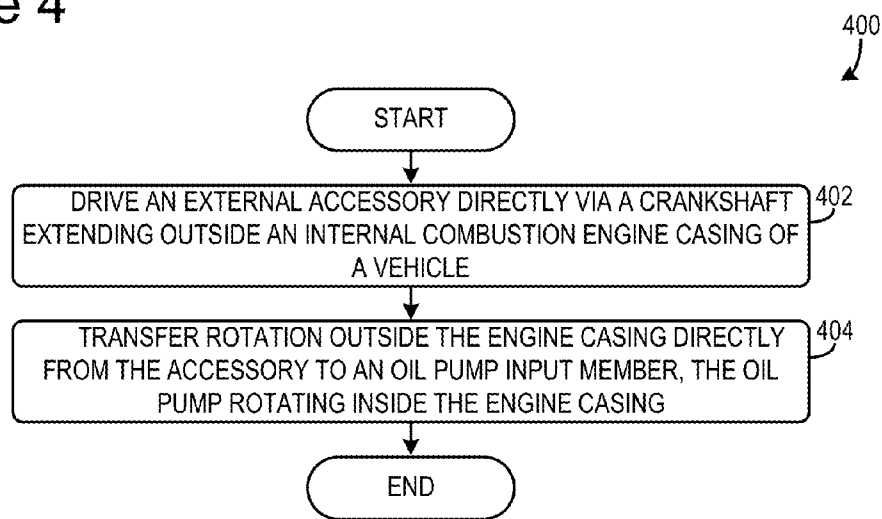 e 4
400
START
DRIVE AN EXTERNAL ACCESSORY DIRECTLY VIA A CRANKSHAFT
EXTENDING OUTSIDE AN INTERNAL COMBUSTION ENGINE CASING OF
A VEHICLE
402
TRANSFER ROTATION OUTSIDE THE ENGINE CASING DIRECTLY
FROM THE ACCESSORY TO AN OIL PUMP INPUT MEMBER, THE OIL
PUMP ROTATING INSIDE THE ENGINE CASING
404
END